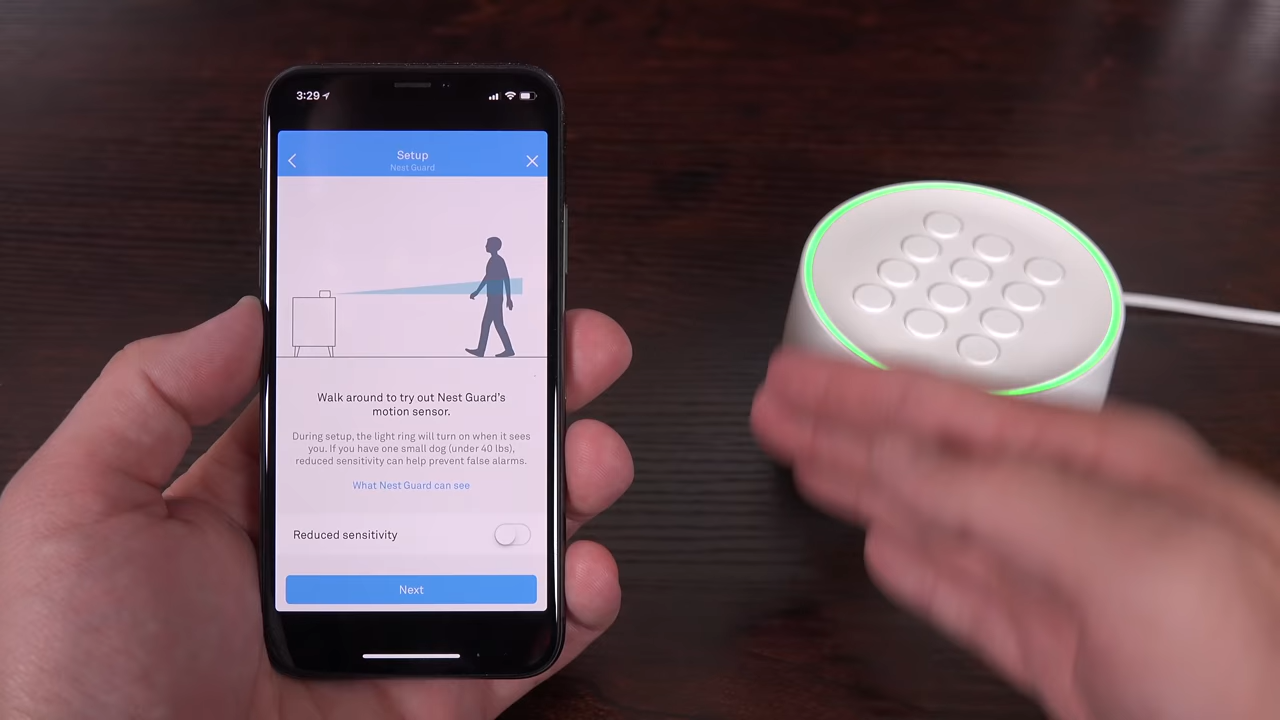 3:29
Setup
Nest Guard
Walk around to try out Nest Guard's
motion sensor.
During setup, the light ring will turn on when it sees
you. If you have one small dog (under 40 lbs),
reduced sensitivity can help prevent false alarms.
What Nest Guard can see
Reduced sensitivity
Next